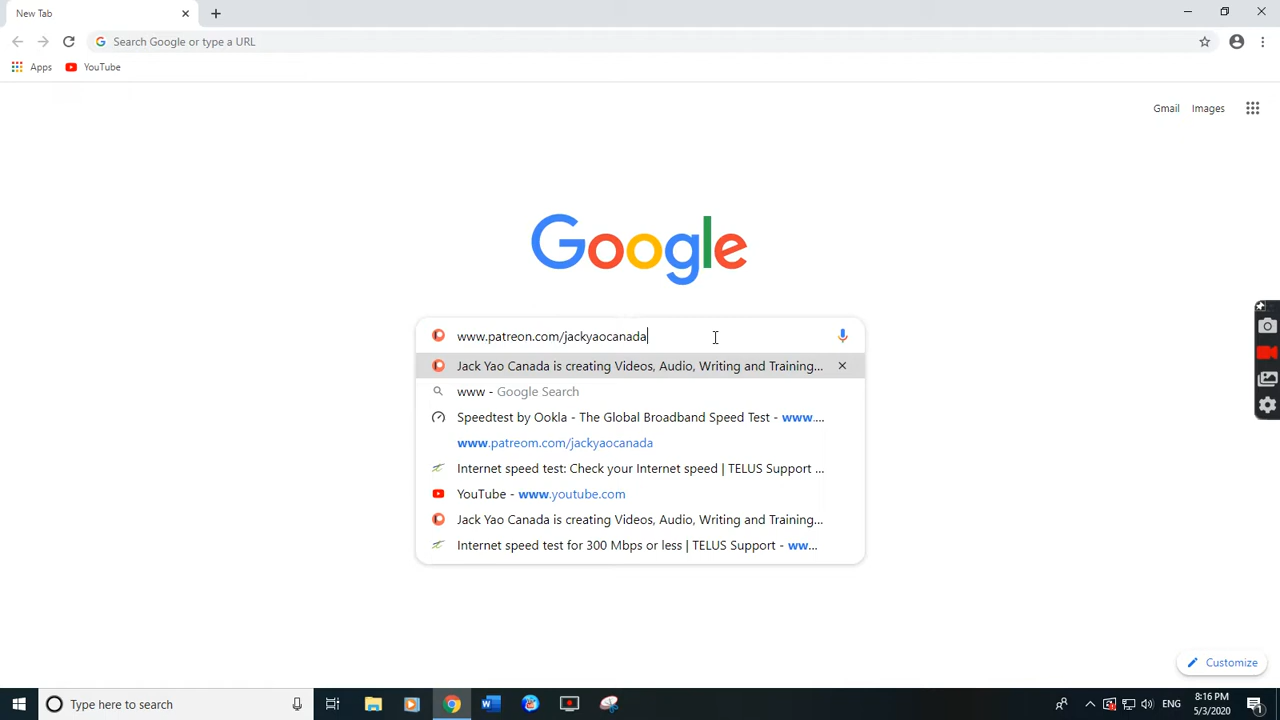 New Tab
Search Google or type a URL
Apps YouTube
Gmail Images
Google
www.patreon.com/jackyaocanada
Jack Yao Canada is creating Videos, Audio, Writing and Training...
www - Google Search
Speedtest by Ookla - The Global Broadband Speed Test - www....
www.patreom.com/jackyaocanada
Internet speed test: Check your Internet speed | TELUS Support ...
YouTube - www.youtube.com
Jack Yao Canada is creating Videos, Audio, Writing and Training...
Internet speed test for 300 Mbps or less | TELUS Support - ww...
Customize
Type here to search
ENG
8:16 PM
5/3/2020
1